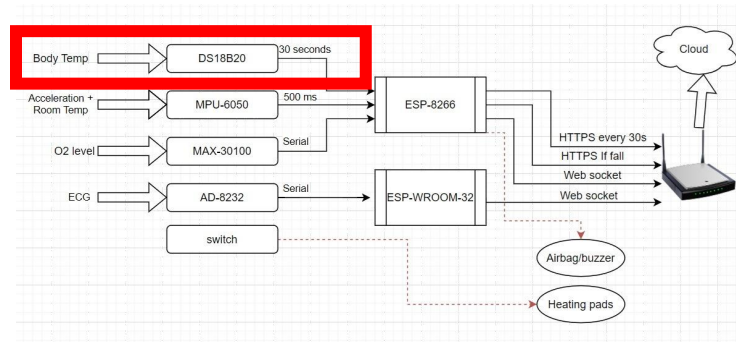 Body Temp
DS18B20
30 seconds
Acceleration +
Room Temp
MPU-6050
500 ms
ESP-8266
O2 level
MAX-30100
Serial
ECG
AD-8232
Serial
ESP-WROOM-32
switch
HTTPS every 30s
HTTPS If fall
Web socket
Web socket
Cloud
Airbag/buzzer
Heating pads